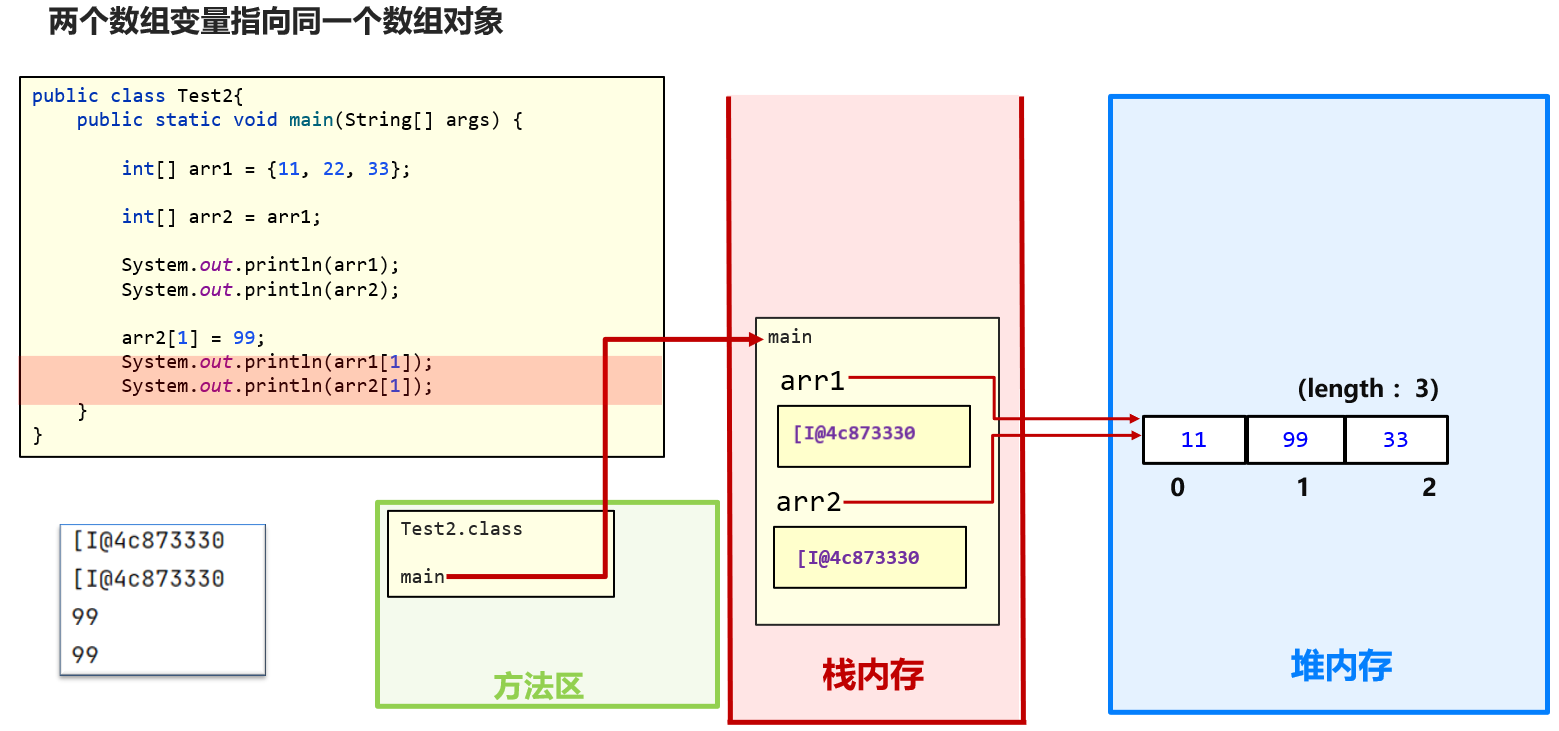 两个数组变量指向同一个数组对象
public class Test2{
public static void main(String[] args) {
int[] arr1 = {11, 22, 33};
int[] arr2 = arr1;
System.out.println(arr1);
System.out.println(arr2);
arr2[1] = 99;
System.out.println(arr1[1]);
System.out.println(arr2[1]);
}
}
[I@4c873330
[I@4c873330
99
99
Test2.class
main
方法区
main
arr1
[I@4c873330
arr2
[I@4c873330
栈内存
(length： 3)
11 99 33
0 1 2
堆内存